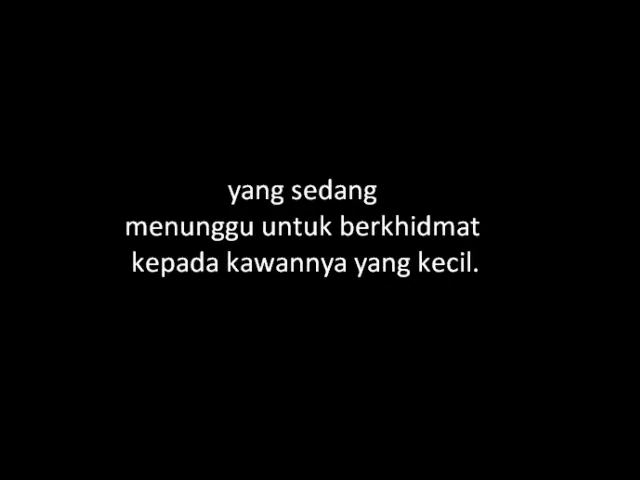 yang sedang
menunggu untuk berkhidmat
kepada kawannya yang kecil.